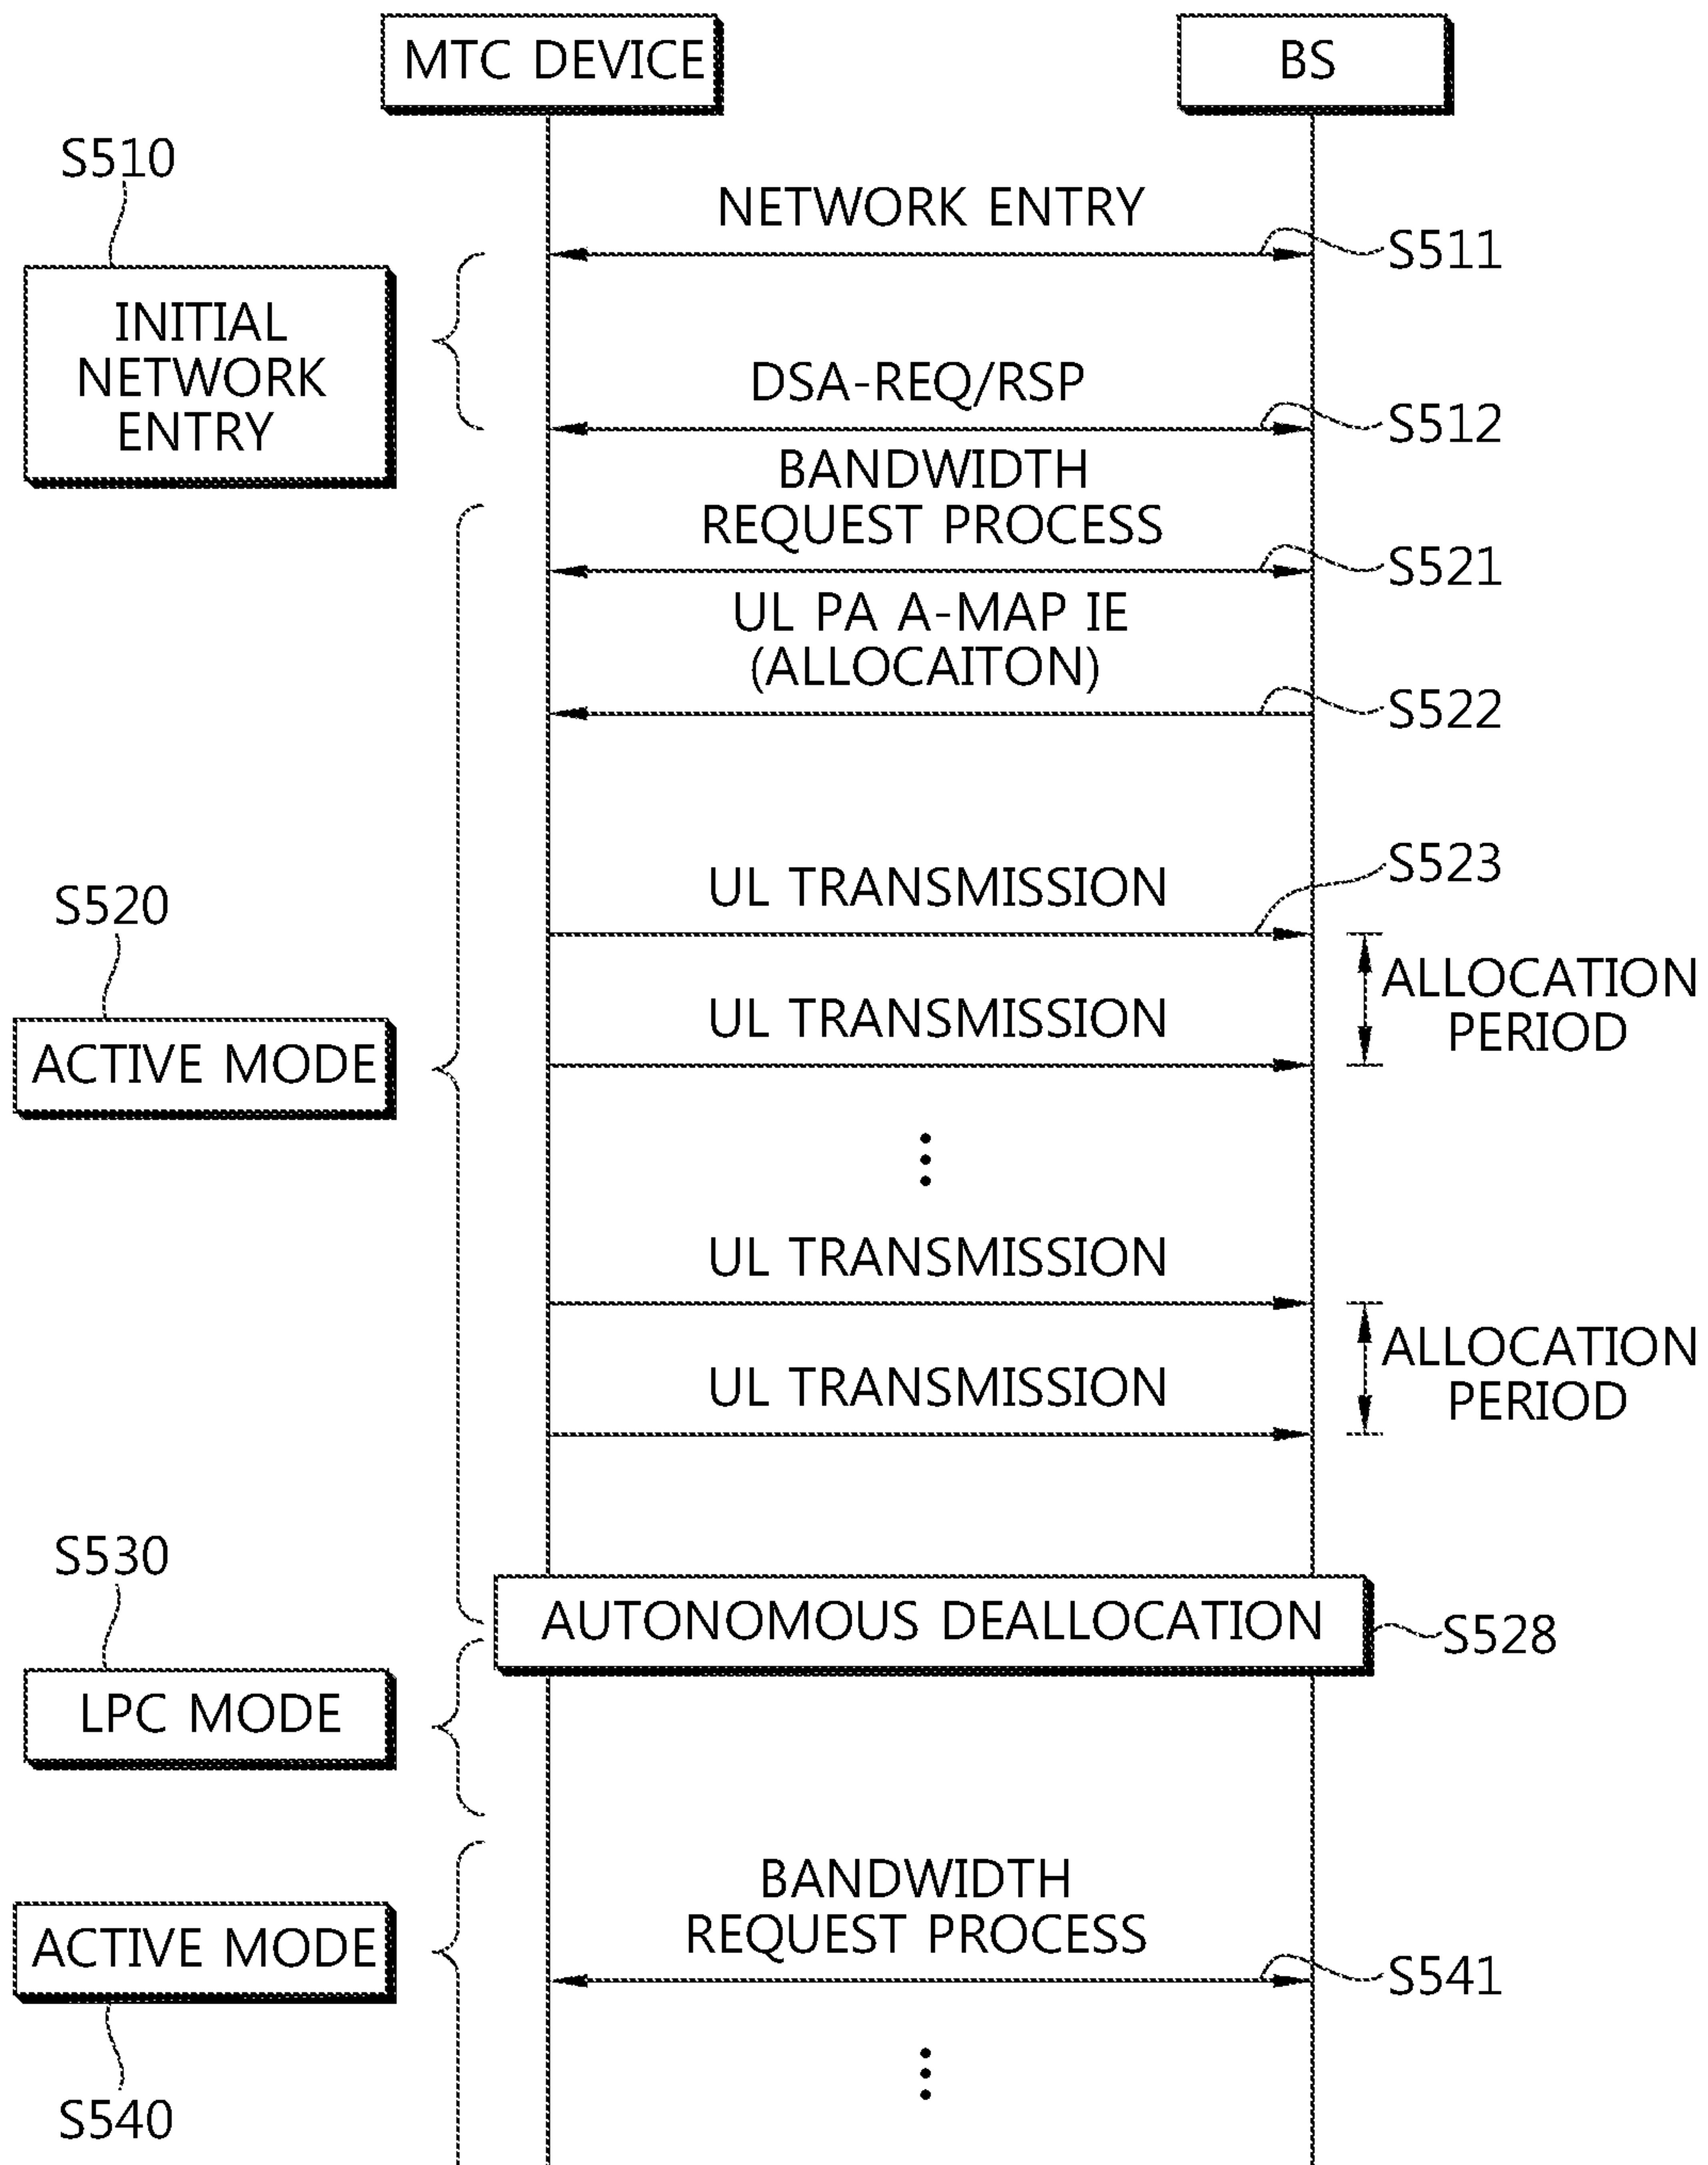 MTC DEVICE
BS
S510
NETWORK ENTRY
S511
INITIAL
NETWORK
ENTRY
DSA-REQ/RSP
S512
BANDWIDTH
REQUEST PROCESS
S521
UL PA A-MAP IE
(ALLOCAITON)
S522
UL TRANSMISSION
S523
S520
ALLOCATION
PERIOD
UL TRANSMISSION
ACTIVE MODE
UL TRANSMISSION
ALLOCATION
PERIOD
UL TRANSMISSION
S530
AUTONOMOUS DEALLOCATION
S528
LPC MODE
BANDWIDTH
REQUEST PROCESS
ACTIVE MODE
S541
S540